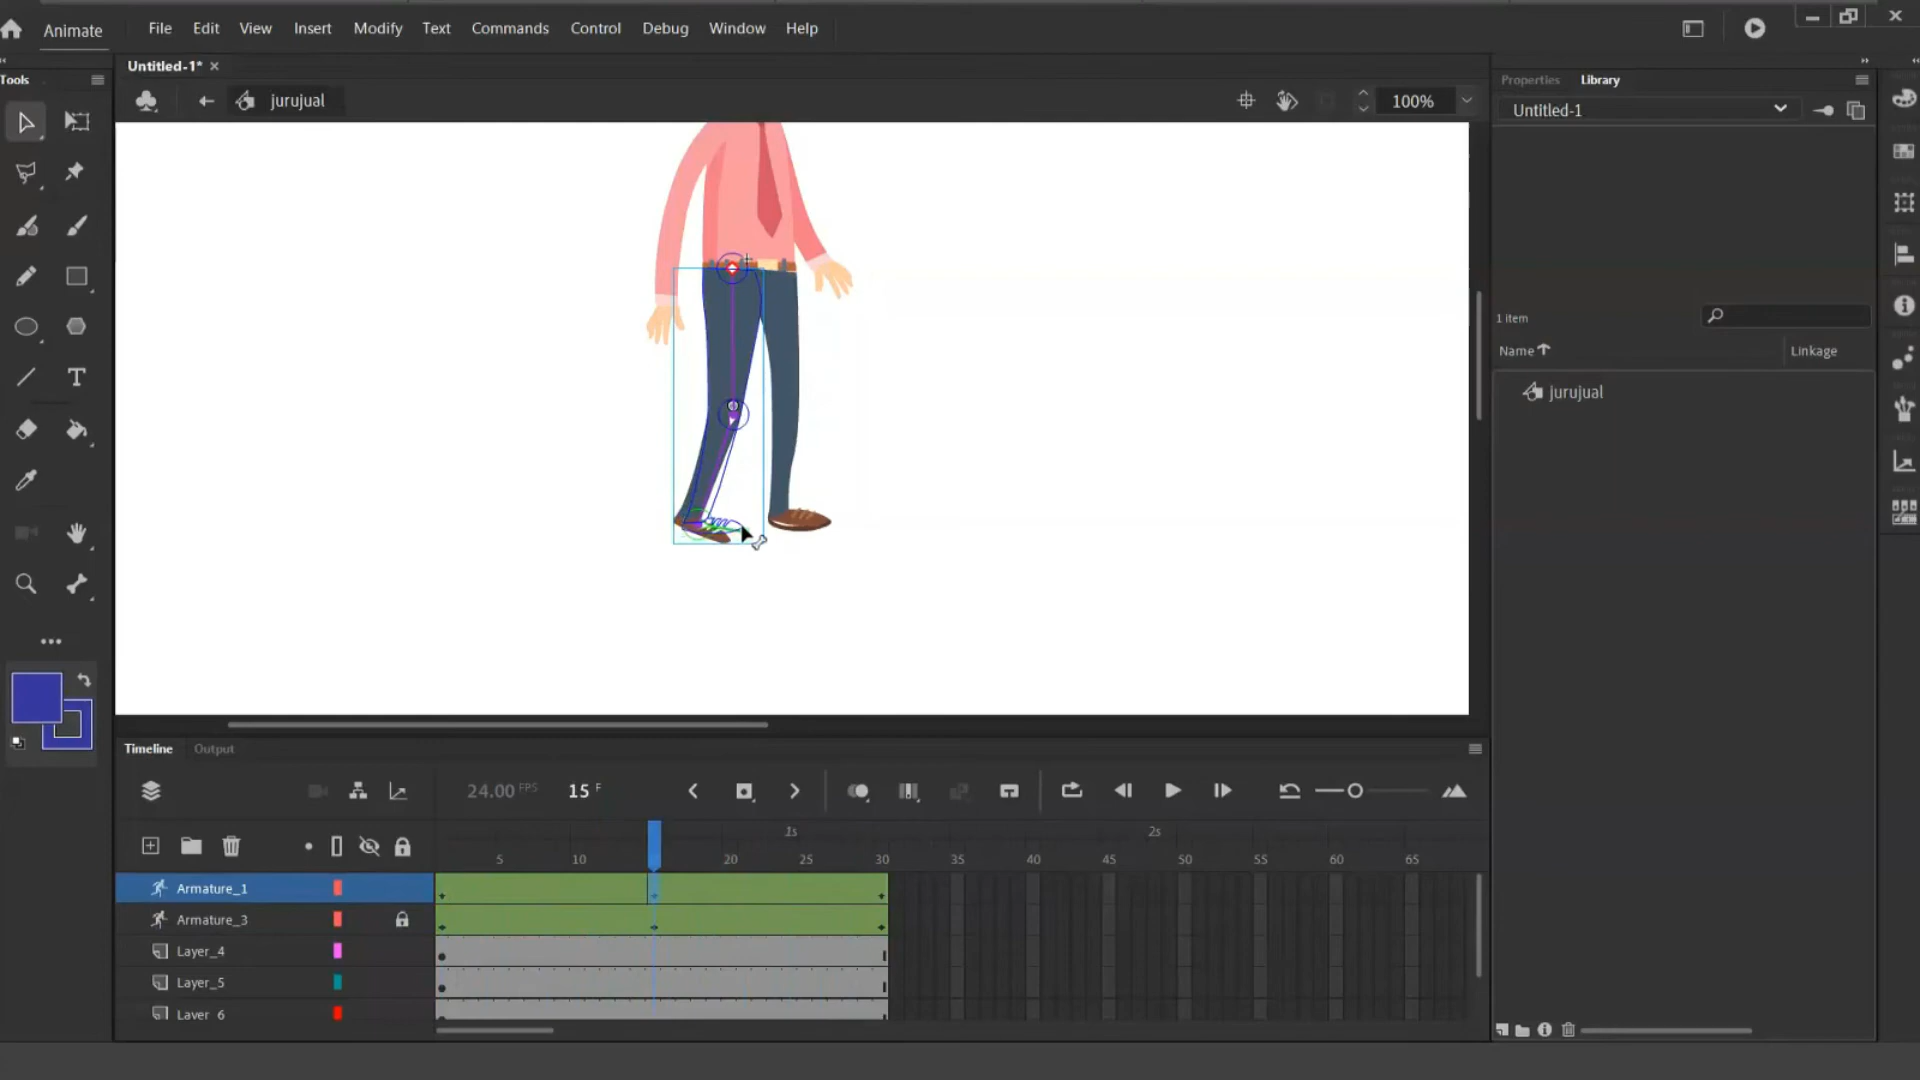 Animate File Edit View Insert Modify Text Commands Control Debug Window Help
Untitled-1* ×
Tools
Properties Library
jurujual 100%
Untitled-1
1 item
Name Linkage
jurujual
Timeline Output
24.00 FPS 15 F
1s 2s
5 10 20 25 30 35 40 45 50 55 60 65
Armature_1
Armature_3
Layer_4
Layer_5
Layer_6